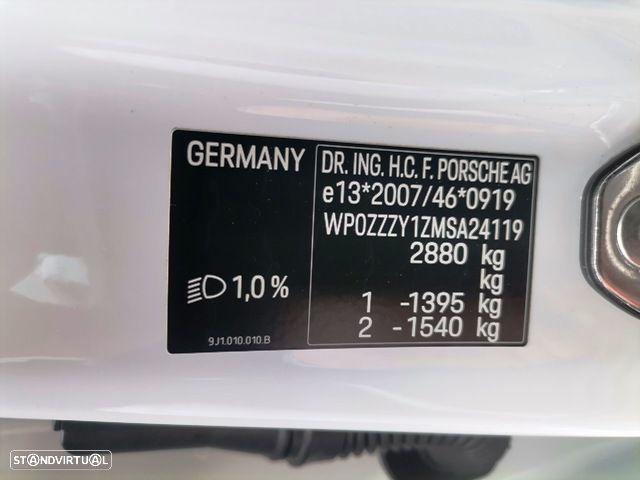 GERMANY
DR. ING. H.C. F. PORSCHE AG
e13*2007/46*0919
WP0ZZZY1ZMSA24119
2880 kg
kg
1,0 %
1 -1395 kg
2 -1540 kg
9J1.010.010.B
STANDVIRTUAL